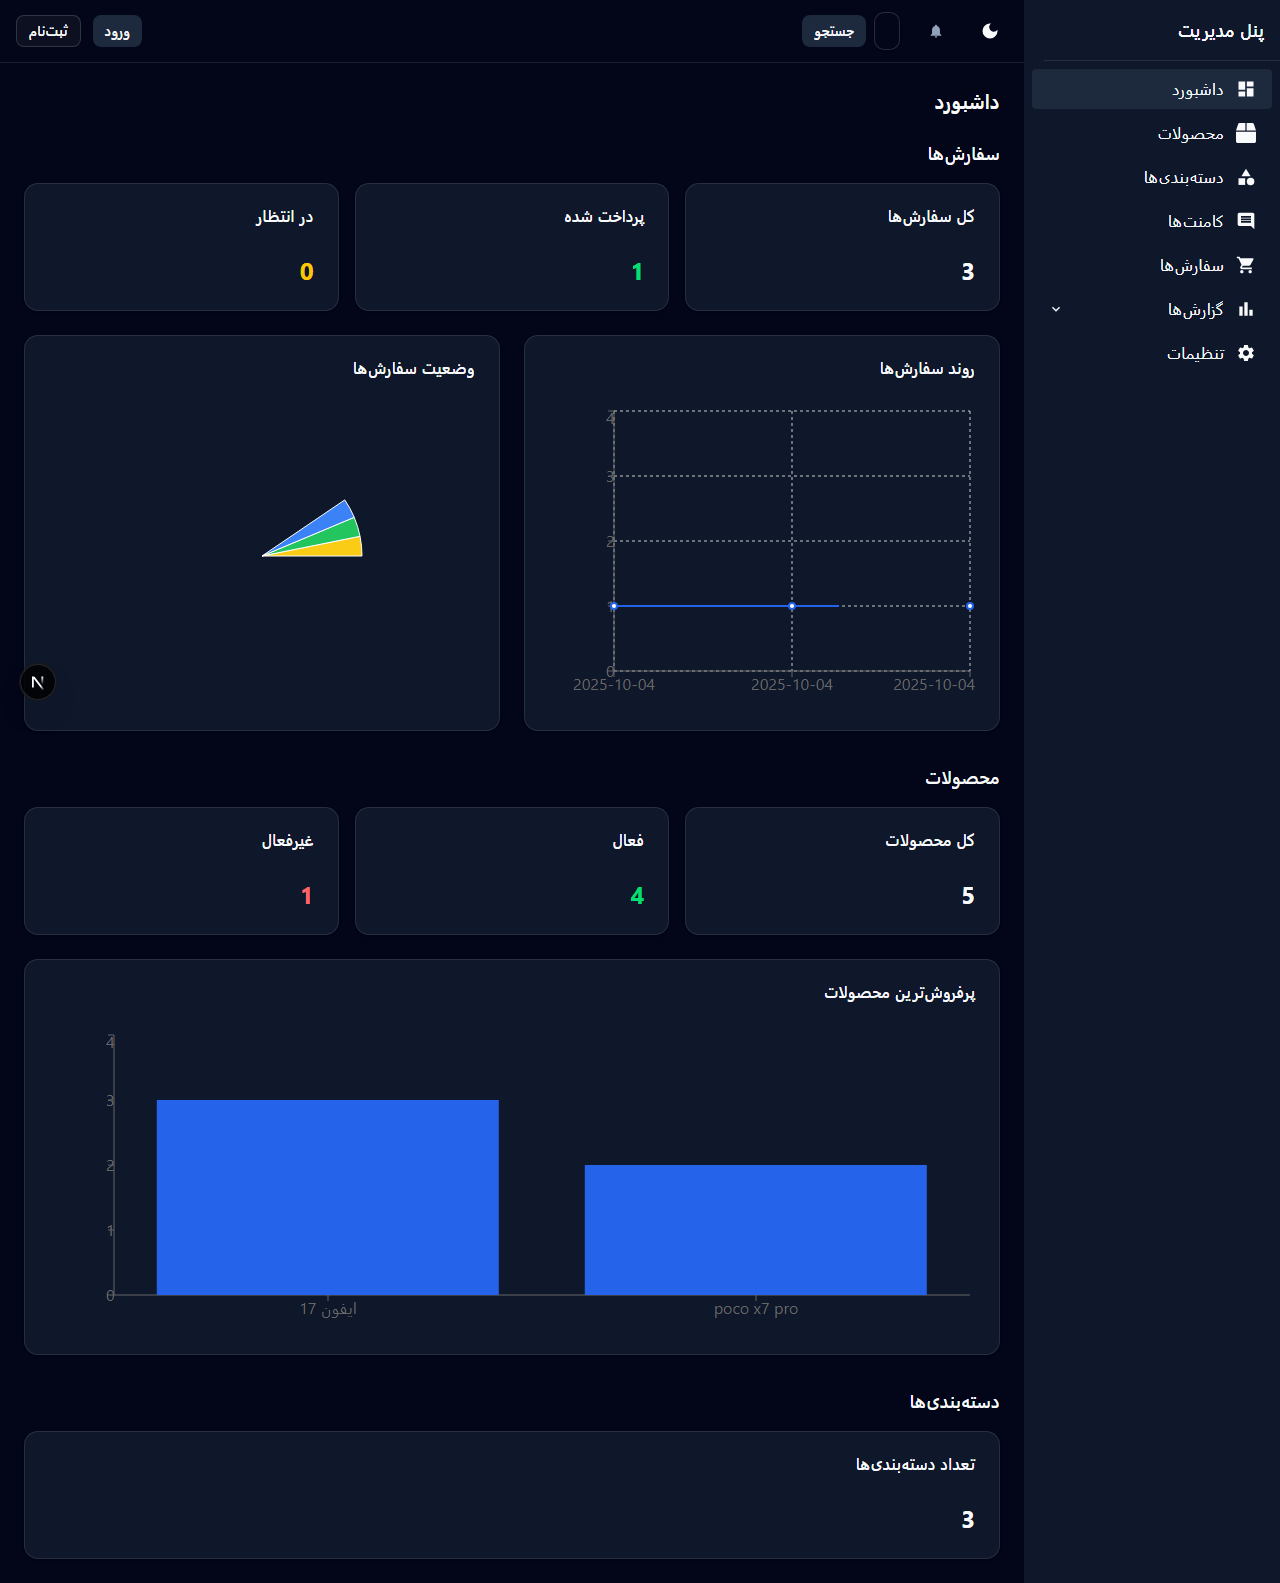 پنل مدیریت
داشبورد
محصولات
دسته‌بندی‌ها
کامنت‌ها
سفارش‌ها
گزارش‌ها
تنظیمات
جستجو
ورود
ثبت‌نام
داشبورد
سفارش‌ها
کل سفارش‌ها
3
پرداخت شده
1
در انتظار
0
روند سفارش‌ها
4
3
2
1
0
2025-10-04 2025-10-04 2025-10-04
وضعیت سفارش‌ها
N
محصولات
کل محصولات
5
فعال
4
غیرفعال
1
پرفروش‌ترین محصولات
4
3
2
1
0
ایفون 17
poco x7 pro
دسته‌بندی‌ها
تعداد دسته‌بندی‌ها
3